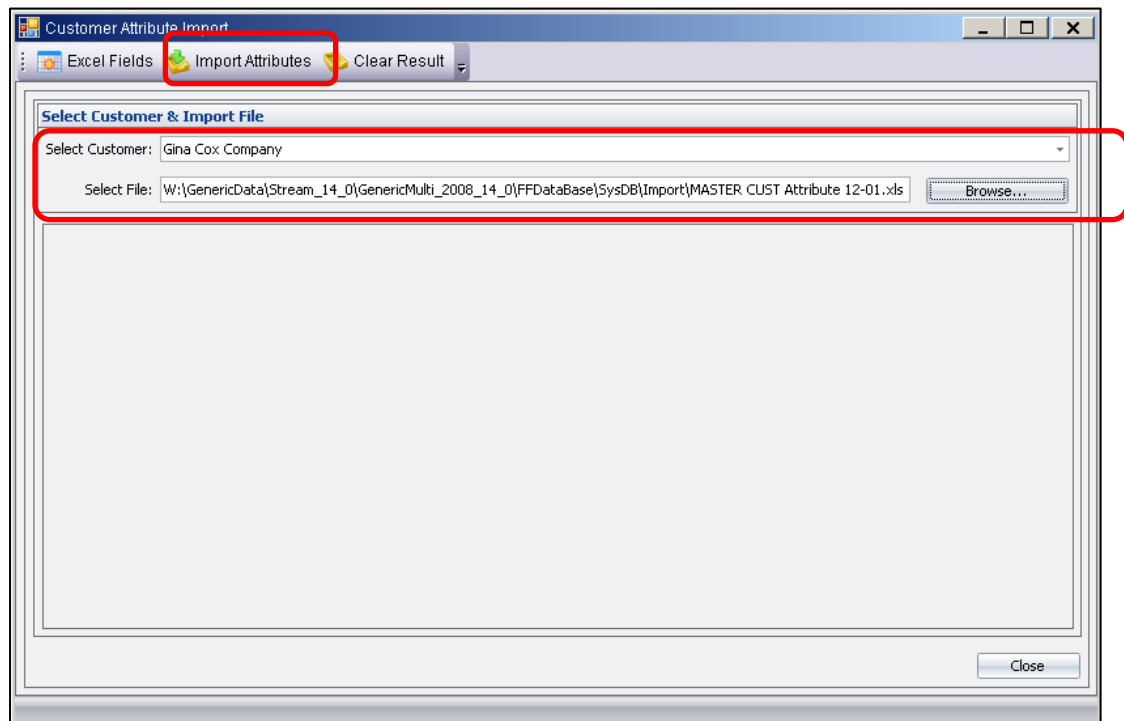 Customer Attribute Import
Excel Fields Import Attributes Clear Result
Select Customer & Import File
Select Customer: Gina Cox Company
Select File: W:\GenericData\Stream_14_0\GenericMulti_2008_14_0\FFDataBase\SysDB\Import\MASTER CUST Attribute 12-01.xls Browse...
Close